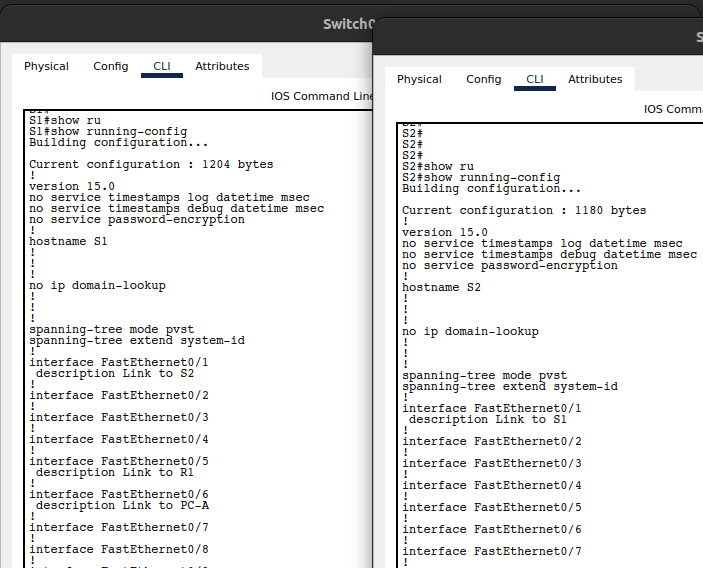 Switch0
Physical Config CLI Attributes
IOS Command Line
S1#show ru
S1#show running-config
Building configuration...
Current configuration : 1204 bytes
!
version 15.0
no service timestamps log datetime msec
no service timestamps debug datetime msec
no service password-encryption
!
hostname S1
!
!
!
no ip domain-lookup
!
!
!
spanning-tree mode pvst
spanning-tree extend system-id
!
interface FastEthernet0/1
description Link to S2
!
interface FastEthernet0/2
!
interface FastEthernet0/3
!
interface FastEthernet0/4
!
interface FastEthernet0/5
description Link to R1
!
interface FastEthernet0/6
description Link to PC-A
!
interface FastEthernet0/7
!
interface FastEthernet0/8
!
S
Physical Config CLI Attributes
IOS Comma
S2#
S2#
S2#
S2#
S2#show ru
S2#show running-config
Building configuration...
Current configuration : 1180 bytes
!
version 15.0
no service timestamps log datetime msec
no service timestamps debug datetime msec
no service password-encryption
!
hostname S2
!
!
!
no ip domain-lookup
!
!
!
spanning-tree mode pvst
spanning-tree extend system-id
!
interface FastEthernet0/1
description Link to S1
!
interface FastEthernet0/2
!
interface FastEthernet0/3
!
interface FastEthernet0/4
!
interface FastEthernet0/5
!
interface FastEthernet0/6
!
interface FastEthernet0/7
!